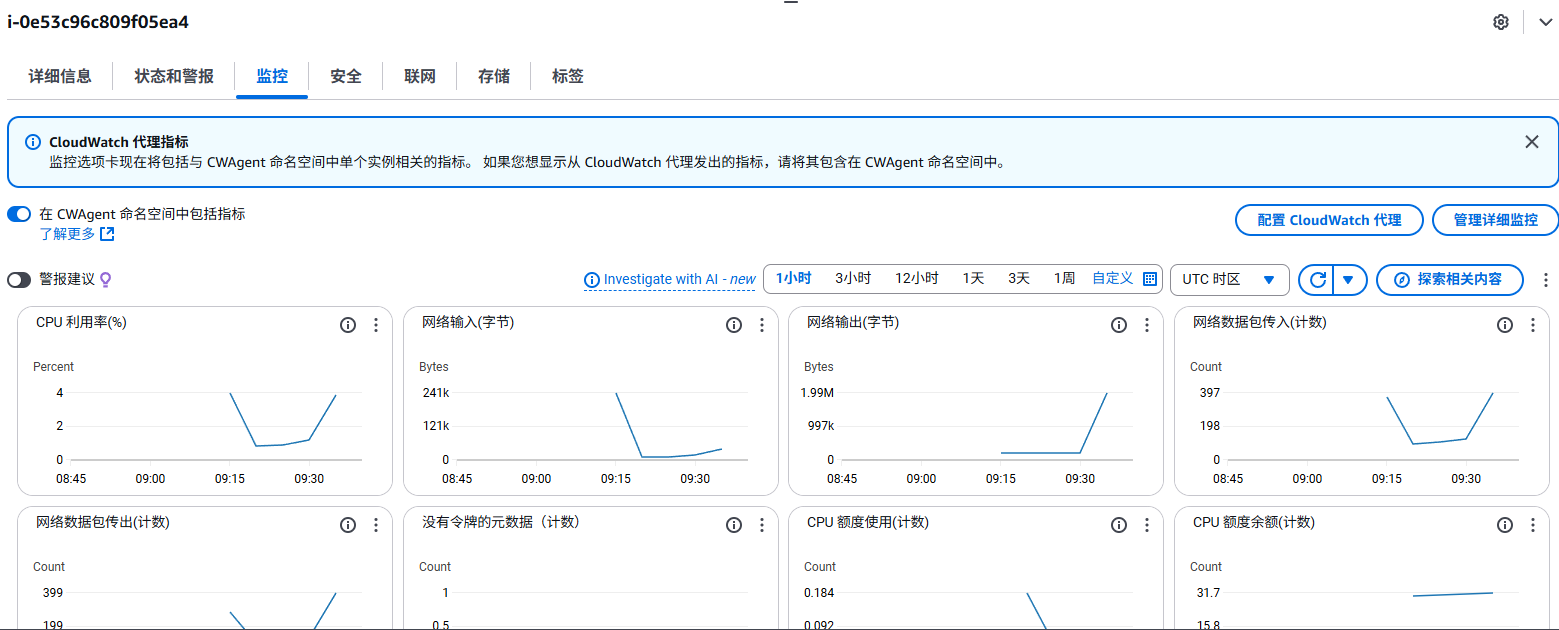 i-0e53c96c809f05ea4
详细信息 状态和警报 监控 安全 联网 存储 标签
CloudWatch 代理指标
监控选项卡现在将包括与 CWAgent 命名空间中单个实例相关的指标。 如果您想显示从 CloudWatch 代理发出的指标，请将其包含在 CWAgent 命名空间中。
在 CWAgent 命名空间中包括指标
了解更多
配置 CloudWatch 代理 管理详细监控
警报建议
Investigate with AI - new
1小时 3小时 12小时 1天 3天 1周 自定义
UTC 时区
探索相关内容
CPU 利用率(%)
Percent
4
2
0
08:45 09:00 09:15 09:30
网络输入(字节)
Bytes
241k
121k
0
08:45 09:00 09:15 09:30
网络输出(字节)
Bytes
1.99M
997k
0
08:45 09:00 09:15 09:30
网络数据包传入(计数)
Count
397
198
0
08:45 09:00 09:15 09:30
网络数据包传出(计数)
Count
399
199
没有令牌的元数据（计数）
Count
1
0.5
CPU 额度使用(计数)
Count
0.184
0.092
CPU 额度余额(计数)
Count
31.7
15.8